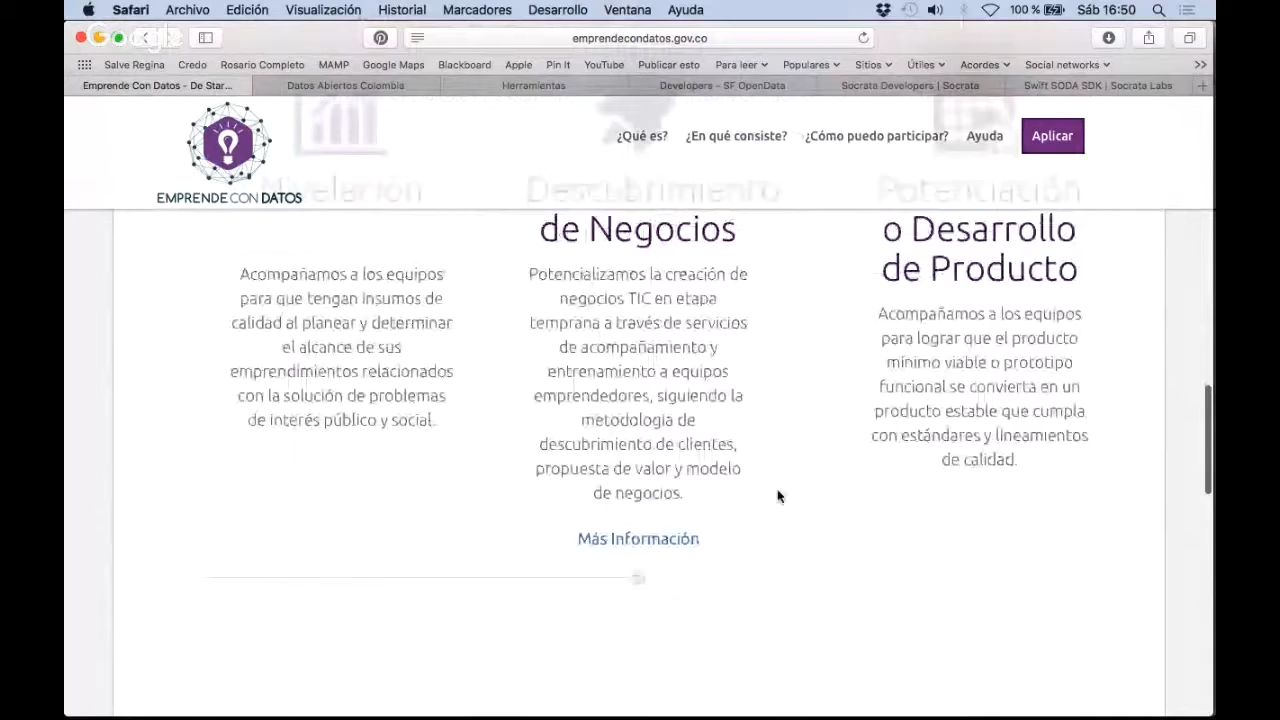 Safari Archivo Edición Visualización Historial Marcadores Desarrollo Ventana Ayuda 100 % Sáb 16:50
Google
emprendecondatos.gov.co
Salve Regina Credo Rosario Completo MAMP Google Maps Blackboard Apple Pin It YouTube Publicar esto Para leer Populares Sitios Útiles Acordes Social networks
Emprende Con Datos - De Star... Datos Abiertos Colombia Herramientas Developers – SF OpenData Socrata Developers | Socrata Swift SODA SDK | Socrata Labs
¿Qué es? ¿En qué consiste? ¿Cómo puedo participar? Ayuda Aplicar
EMPRENDE CON DATOS
Nivelación
Descubrimiento
de Negocios
Potenciación
o Desarrollo
de Producto
Acompañamos a los equipos
para que tengan insumos de
calidad al planear y determinar
el alcance de sus
emprendimientos relacionados
con la solución de problemas
de interés público y social.
Potencializamos la creación de
negocios TIC en etapa
temprana a través de servicios
de acompañamiento y
entrenamiento a equipos
emprendedores, siguiendo la
metodología de
descubrimiento de clientes,
propuesta de valor y modelo
de negocios.
Más Información
Acompañamos a los equipos
para lograr que el producto
mínimo viable o prototipo
funcional se convierta en un
producto estable que cumpla
con estándares y lineamientos
de calidad.